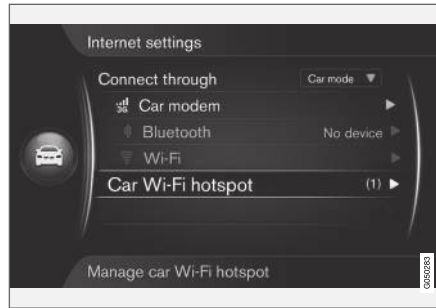 Internet settings
Connect through Car mode
3G Car modem
Bluetooth No device
Wi-Fi
Car Wi-Fi hotspot (1)
Manage car Wi-Fi hotspot
G050283